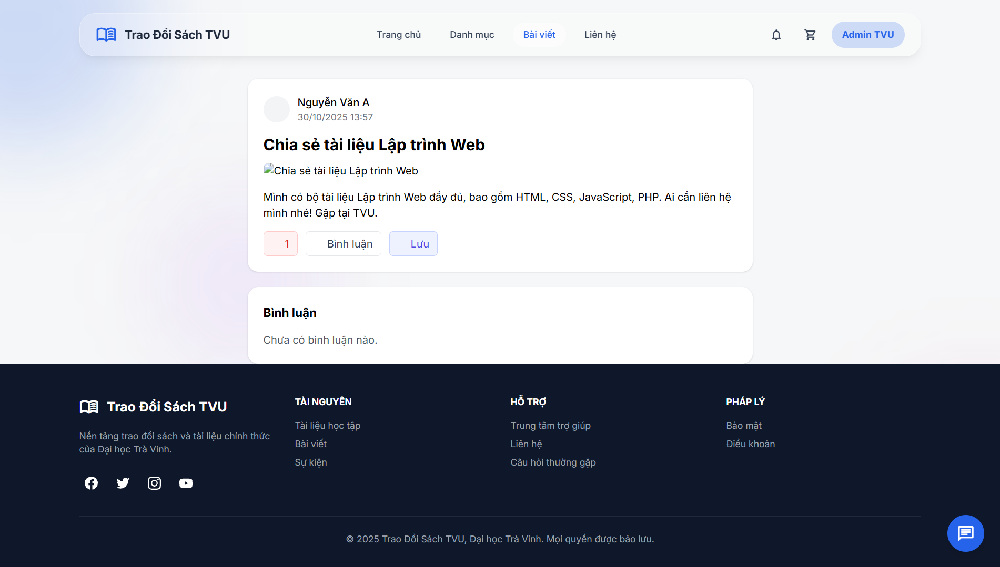 Trao Đổi Sách TVU
Trang chủ
Danh mục
Bài viết
Liên hệ
Admin TVU
Nguyễn Văn A
30/10/2025 13:57
Chia sẻ tài liệu Lập trình Web
Chia sẻ tài liệu Lập trình Web
Mình có bộ tài liệu Lập trình Web đầy đủ, bao gồm HTML, CSS, JavaScript, PHP. Ai cần liên hệ
mình nhé! Gặp tại TVU.
1
Bình luận
Lưu
Bình luận
Chưa có bình luận nào.
Trao Đổi Sách TVU
Nền tảng trao đổi sách và tài liệu chính thức
của Đại học Trà Vinh.
TÀI NGUYÊN
Tài liệu học tập
Bài viết
Sự kiện
HỖ TRỢ
Trung tâm trợ giúp
Liên hệ
Câu hỏi thường gặp
PHÁP LÝ
Bảo mật
Điều khoản
© 2025 Trao Đổi Sách TVU, Đại học Trà Vinh. Mọi quyền được bảo lưu.